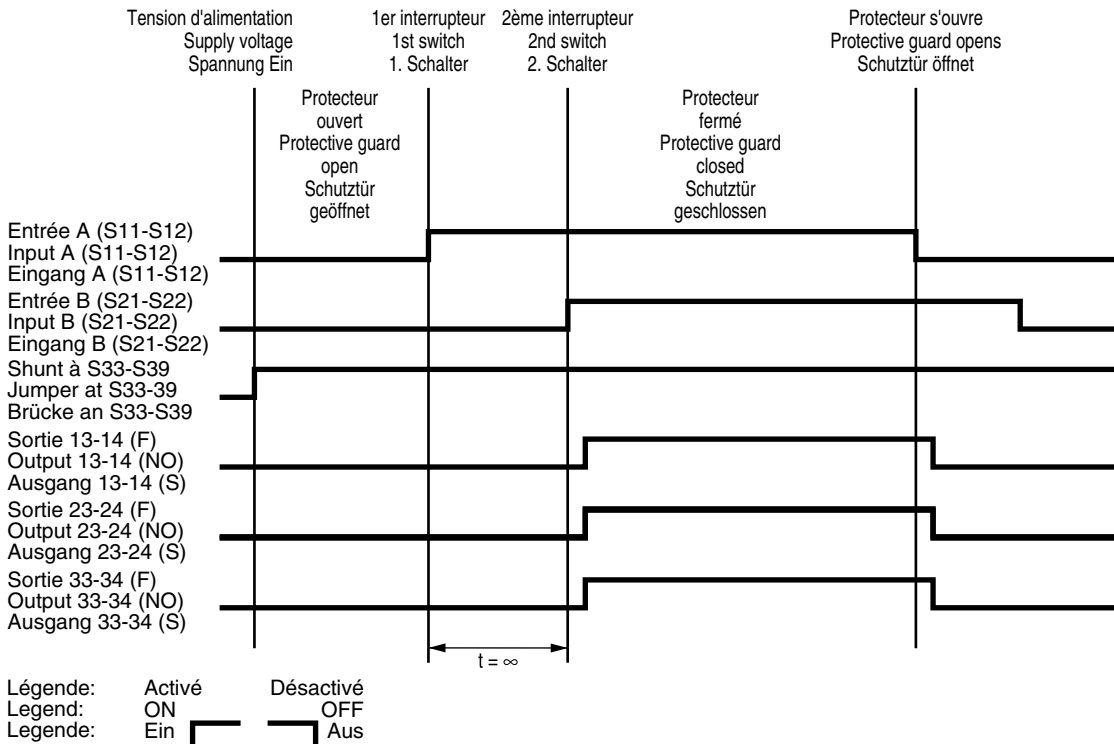 Tension d'alimentation
Supply voltage
Spannung Ein
1er interrupteur
1st switch
1. Schalter
2ème interrupteur
2nd switch
2. Schalter
Protecteur s'ouvre
Protective guard opens
Schutztür öffnet
Protecteur
ouvert
Protective guard
open
Schutztür
geöffnet
Protecteur
fermé
Protective guard
closed
Schutztür
geschlossen
Entrée A (S11-S12)
Input A (S11-S12)
Eingang A (S11-S12)
Entrée B (S21-S22)
Input B (S21-S22)
Eingang B (S21-S22)
Shunt à S33-S39
Jumper at S33-39
Brücke an S33-S39
Sortie 13-14 (F)
Output 13-14 (NO)
Ausgang 13-14 (S)
Sortie 23-24 (F)
Output 23-24 (NO)
Ausgang 23-24 (S)
Sortie 33-34 (F)
Output 33-34 (NO)
Ausgang 33-34 (S)
t = ∞
Légende: Activé Désactivé
Legend: ON OFF
Legende: Ein Aus